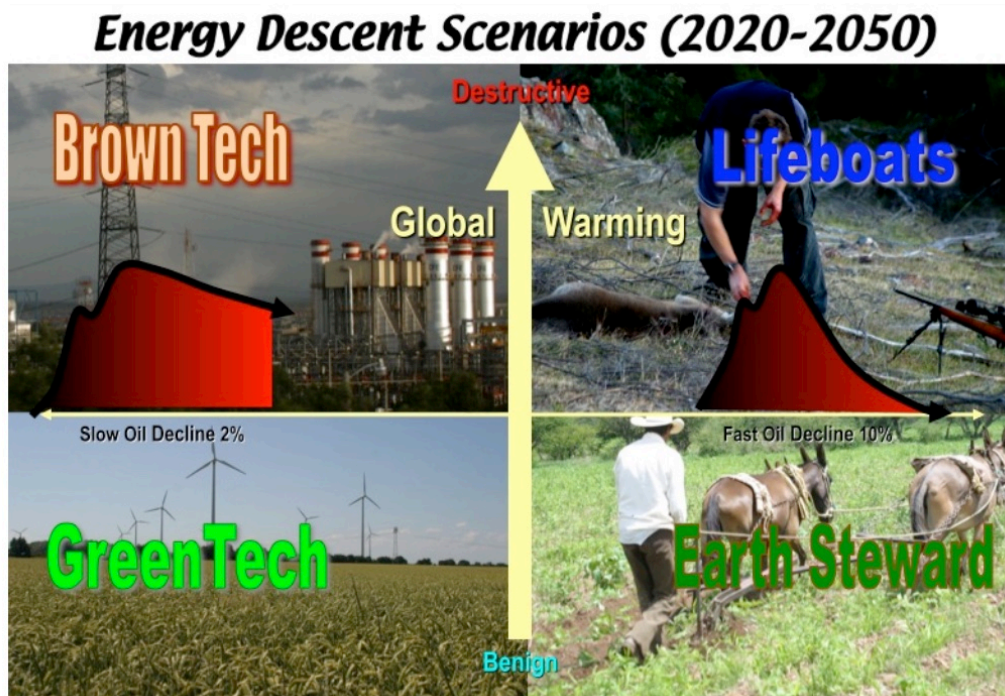 Energy Descent Scenarios (2020-2050)
Destructive
Brown Tech
Lifeboats
Global Warming
Slow Oil Decline 2%
Fast Oil Decline 10%
GreenTech
Earth Steward
Benign